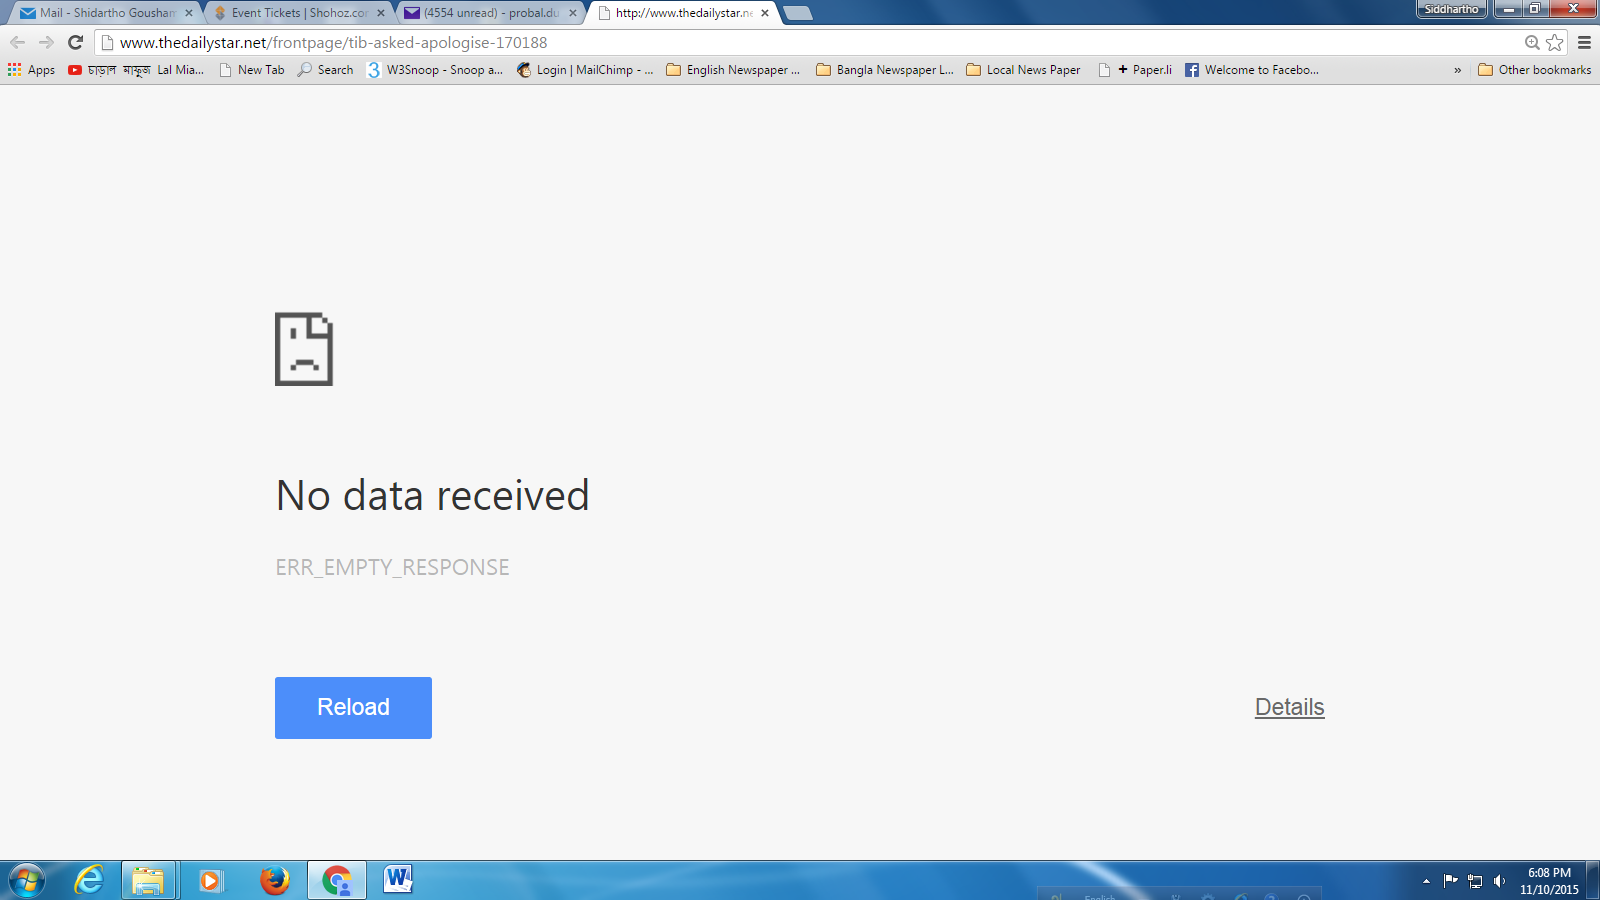 Mail - Shidartho Gousham
Event Tickets | Shohoz.cor
(4554 unread) - probal.du
http://www.thedailystar.ne
Siddhartho
www.thedailystar.net/frontpage/tib-asked-apologise-170188
Apps
চাড়াল মাফুজ Lal Mia...
New Tab
Search
W3Snoop - Snoop a...
Login | MailChimp - ...
English Newspaper ...
Bangla Newspaper L...
Local News Paper
+ Paper.li
Welcome to Facebo...
»
Other bookmarks
No data received
ERR_EMPTY_RESPONSE
Reload
Details
6:08 PM
11/10/2015
English